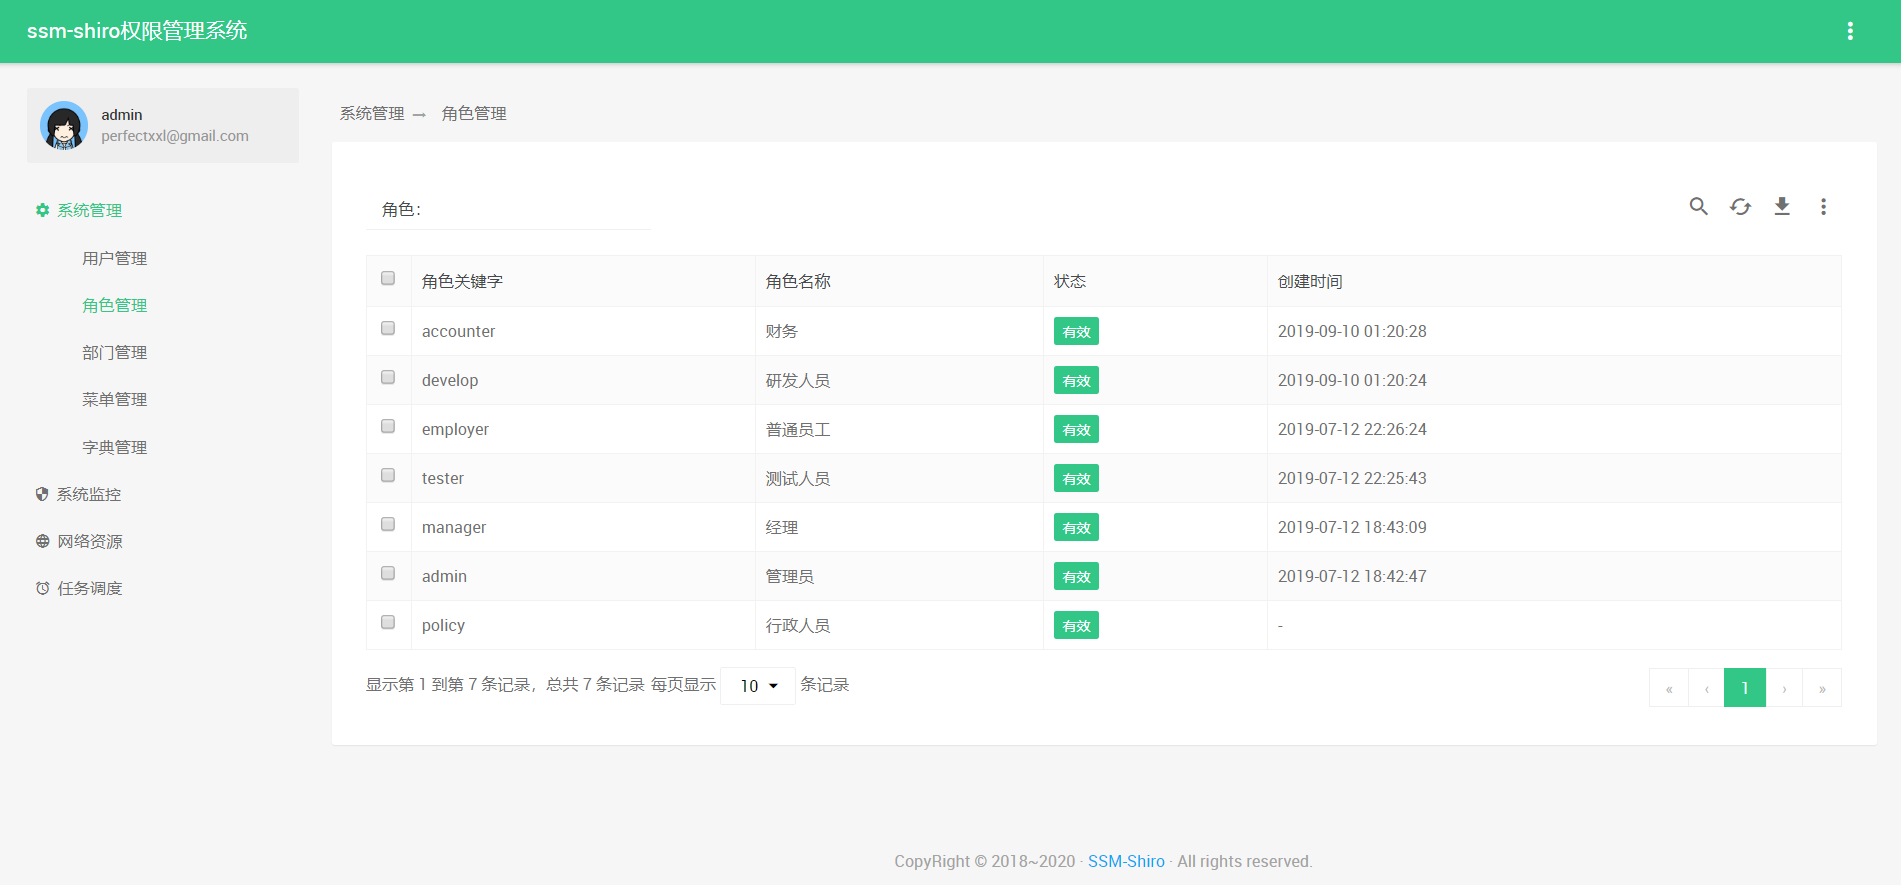 ssm-shiro权限管理系统
admin
perfectxxl@gmail.com
系统管理
用户管理
角色管理
部门管理
菜单管理
字典管理
系统监控
网络资源
任务调度
系统管理 → 角色管理
角色：
角色关键字 角色名称 状态 创建时间
accounter 财务 有效 2019-09-10 01:20:28
develop 研发人员 有效 2019-09-10 01:20:24
employer 普通员工 有效 2019-07-12 22:26:24
tester 测试人员 有效 2019-07-12 22:25:43
manager 经理 有效 2019-07-12 18:43:09
admin 管理员 有效 2019-07-12 18:42:47
policy 行政人员 有效 -
显示第 1 到第 7 条记录，总共 7 条记录 每页显示 10 条记录
« ‹ 1 › »
CopyRight © 2018~2020 · SSM-Shiro · All rights reserved.